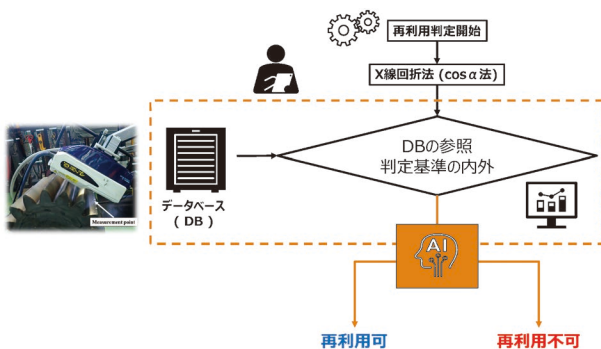 再利用判定開始
X線回折法 (cosα法)
DBの参照
判定基準の内外
データベース
( DB )
Measurement point
AI
再利用可
再利用不可